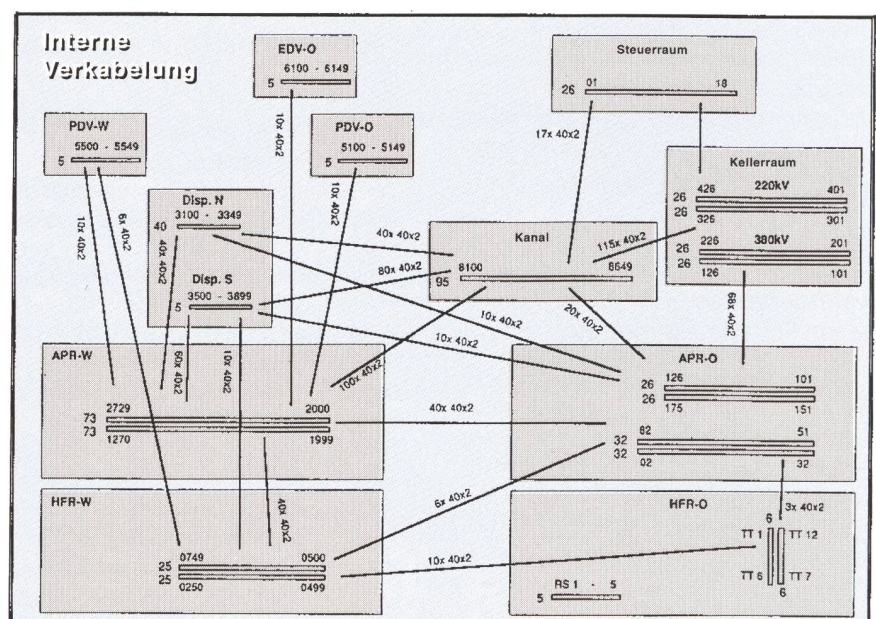 Interne
Verkabelung
EDV-O
6100 - 6149
5
Steuerraum
01 18
26
PDV-W
5500 - 5549
5
PDV-O
5100 - 5149
5
10x 40x2
17x 40x2
Kellerraum
426 220kV 401
26
26
326 301
226 380kV 201
26
26
126 101
Disp. N
3100 - 3349
40
10x 40x2
6x 40x2
10x 40x2
40x 40x2
40x 40x2
Kanal
8100 8649
95
115x 40x2
Disp. S
3500 - 3899
5
80x 40x2
10x 40x2
20x 40x2
68x 40x2
10x 40x2
60x 40x2
10x 40x2
100x 40x2
APR-W
2729 2000
73
73
1270 1999
40x 40x2
APR-O
126 101
26
26
175 151
82 51
32
32
02 32
HFR-W
40x 40x2
0749 0500
25
25
0250 0499
6x 40x2
10x 40x2
HFR-O
3x 40x2
6
TT 1 TT 12
TT 6 TT 7
6
RS 1 - 5
5